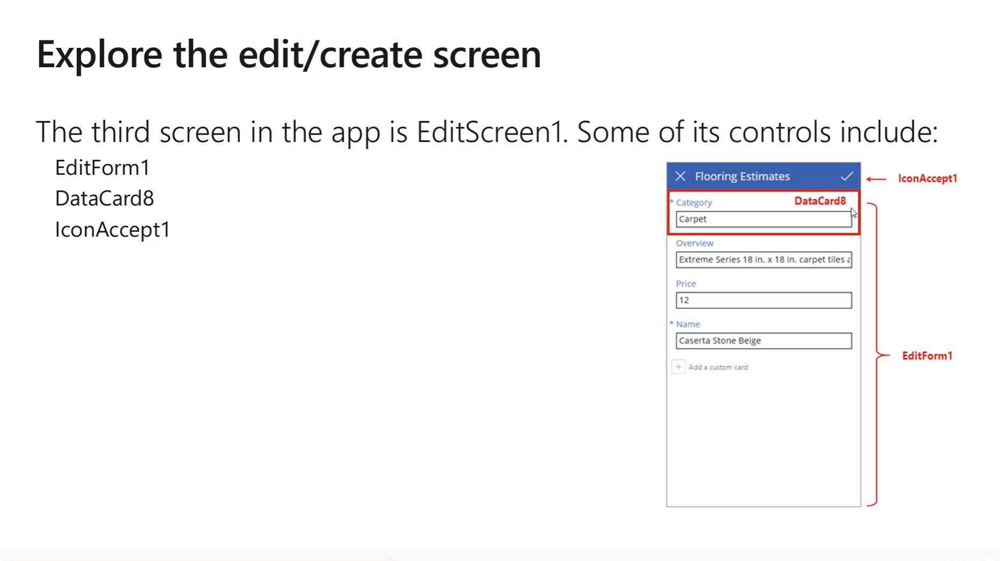 Explore the edit/create screen
The third screen in the app is EditScreen1. Some of its controls include:
EditForm1
DataCard8
IconAccept1
Flooring Estimates
IconAccept1
* Category
DataCard8
Carpet
Overview
Extreme Series 18 in. x 18 in. carpet tiles a
Price
12
* Name
Caserta Stone Beige
+ Add a custom card
EditForm1